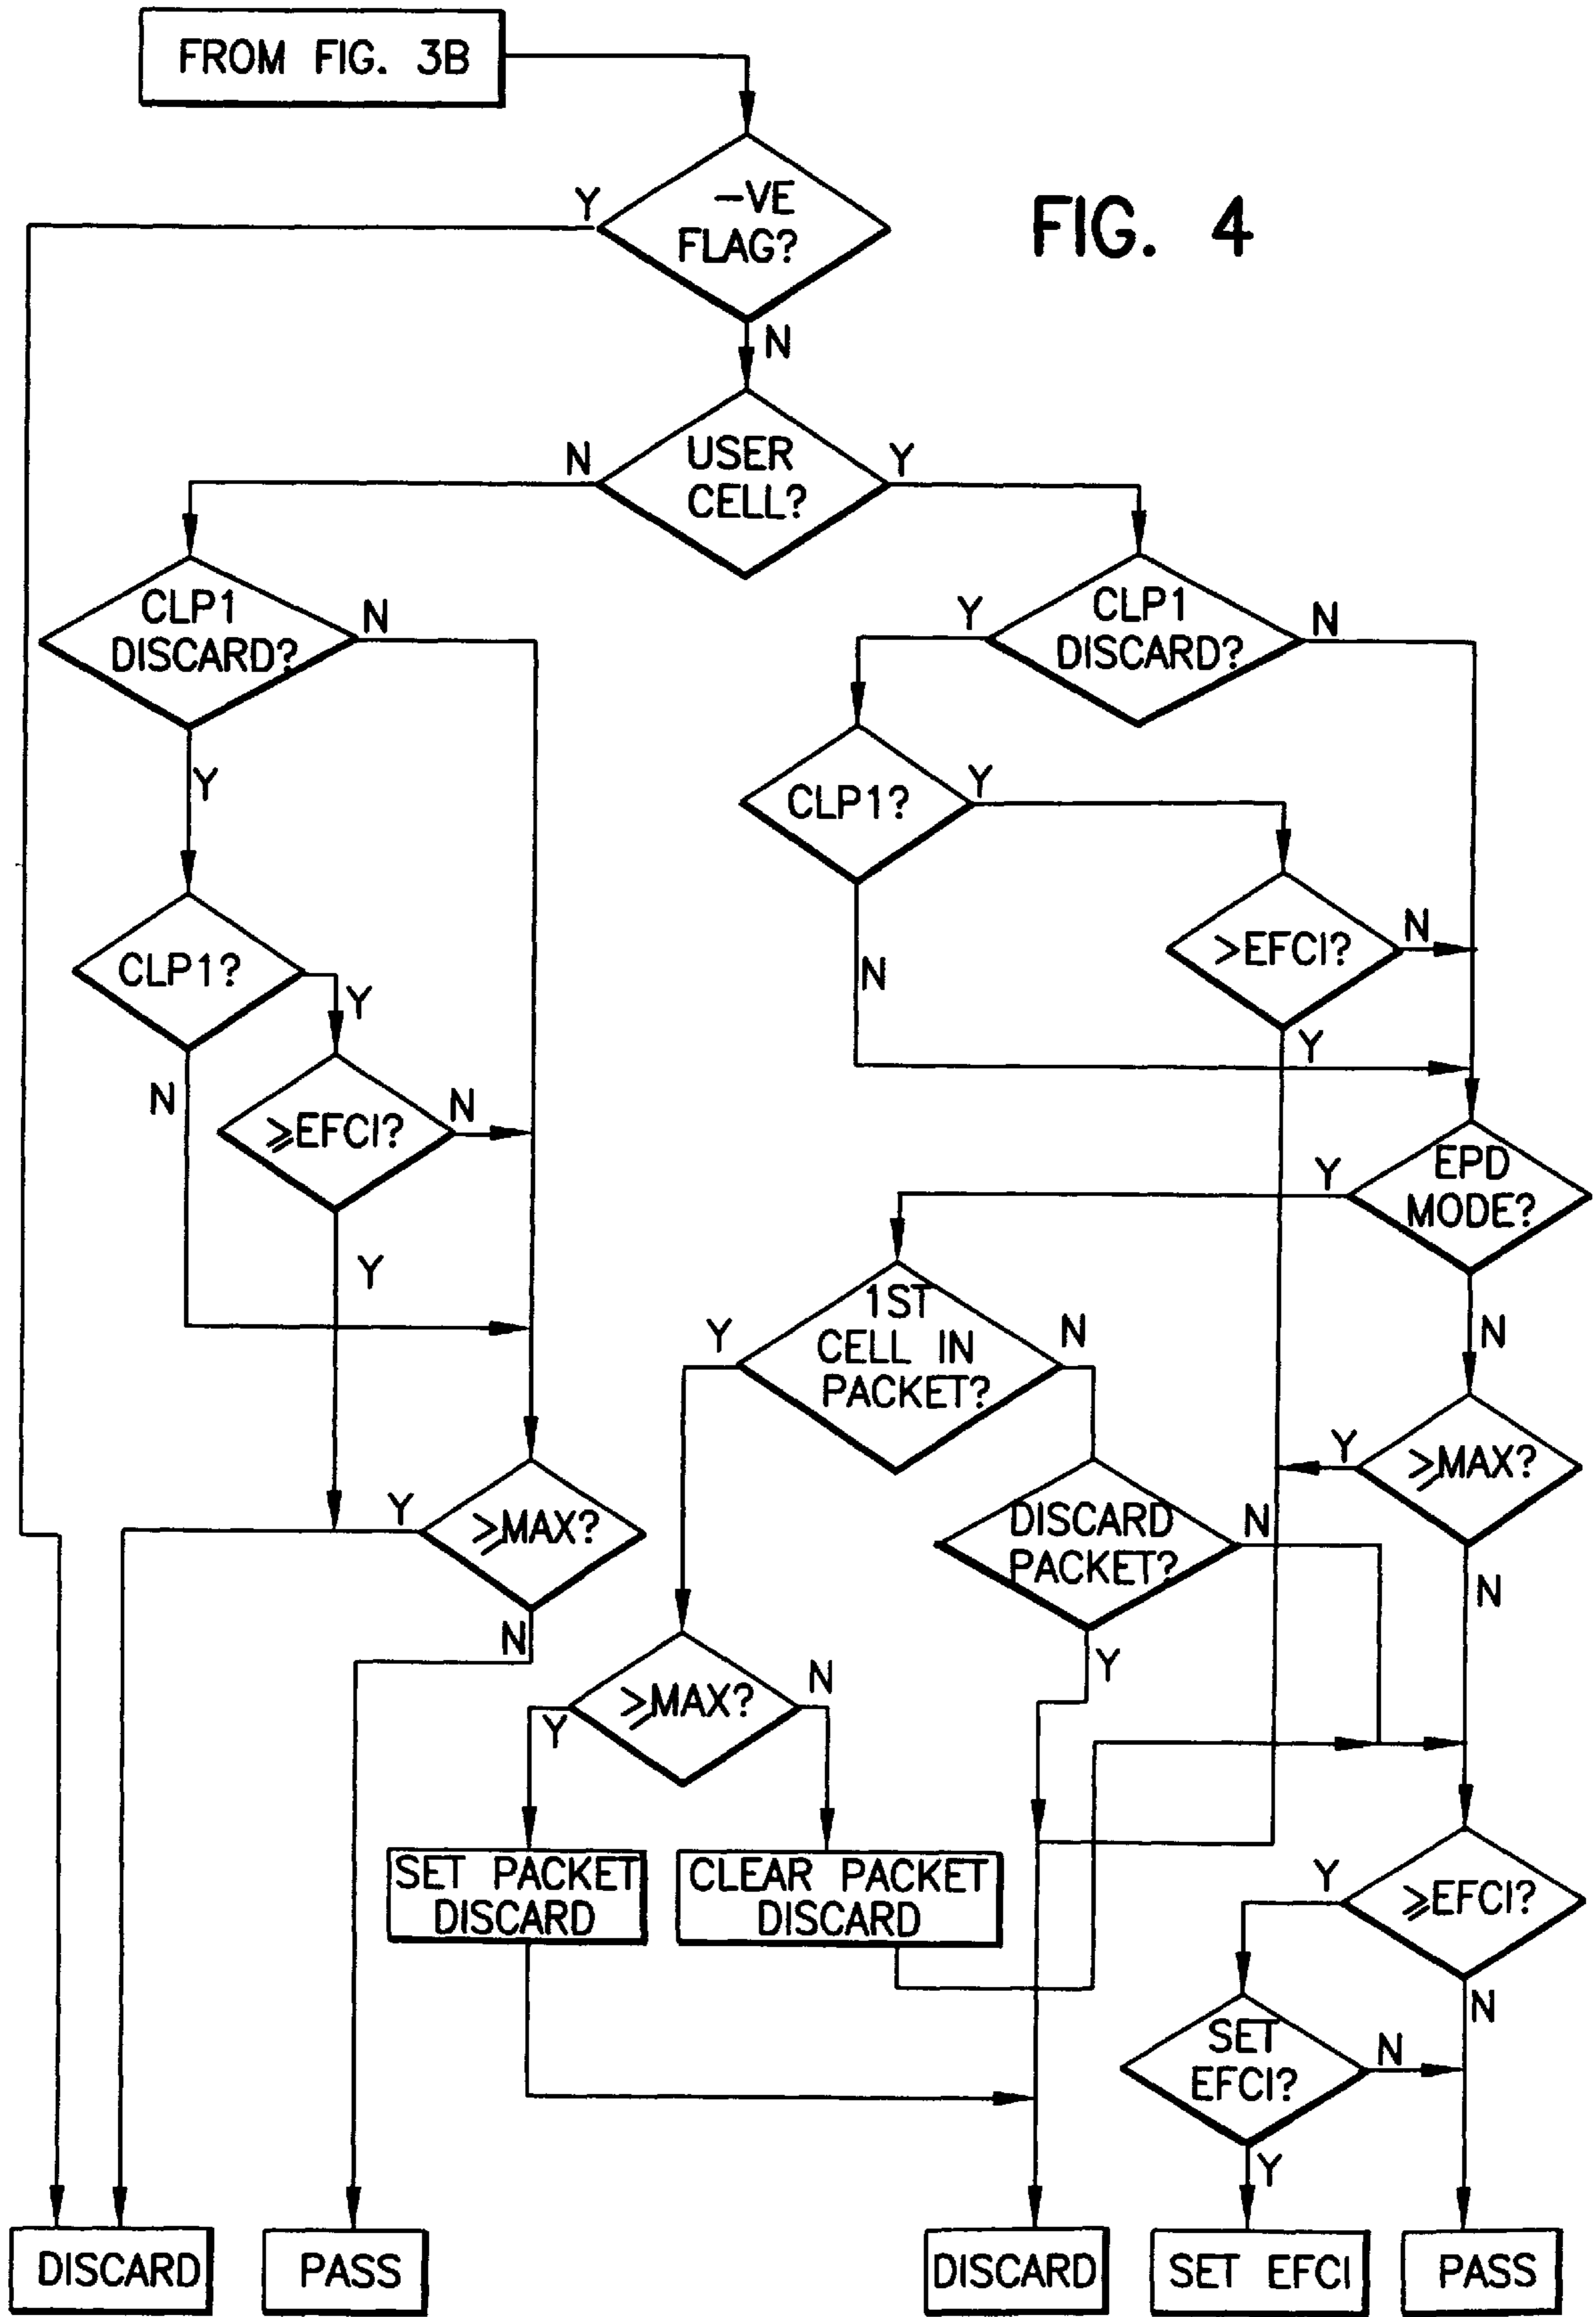 FROM FIG. 3B
FIG. 4
-VE
FLAG?
Y
N
USER
CELL?
N
Y
CLP1
DISCARD?
N
Y
CLP1
DISCARD?
Y
N
CLP1?
Y
N
>EFCI?
N
Y
CLP1?
Y
N
≥EFCI?
N
Y
EPD
MODE?
Y
N
1ST
CELL IN
PACKET?
Y
N
≥MAX?
Y
N
≥MAX?
Y
N
DISCARD
PACKET?
N
Y
≥MAX?
Y
N
SET PACKET
DISCARD
CLEAR PACKET
DISCARD
≥EFCI?
Y
N
SET
EFCI?
N
Y
DISCARD
PASS
DISCARD
SET EFCI
PASS